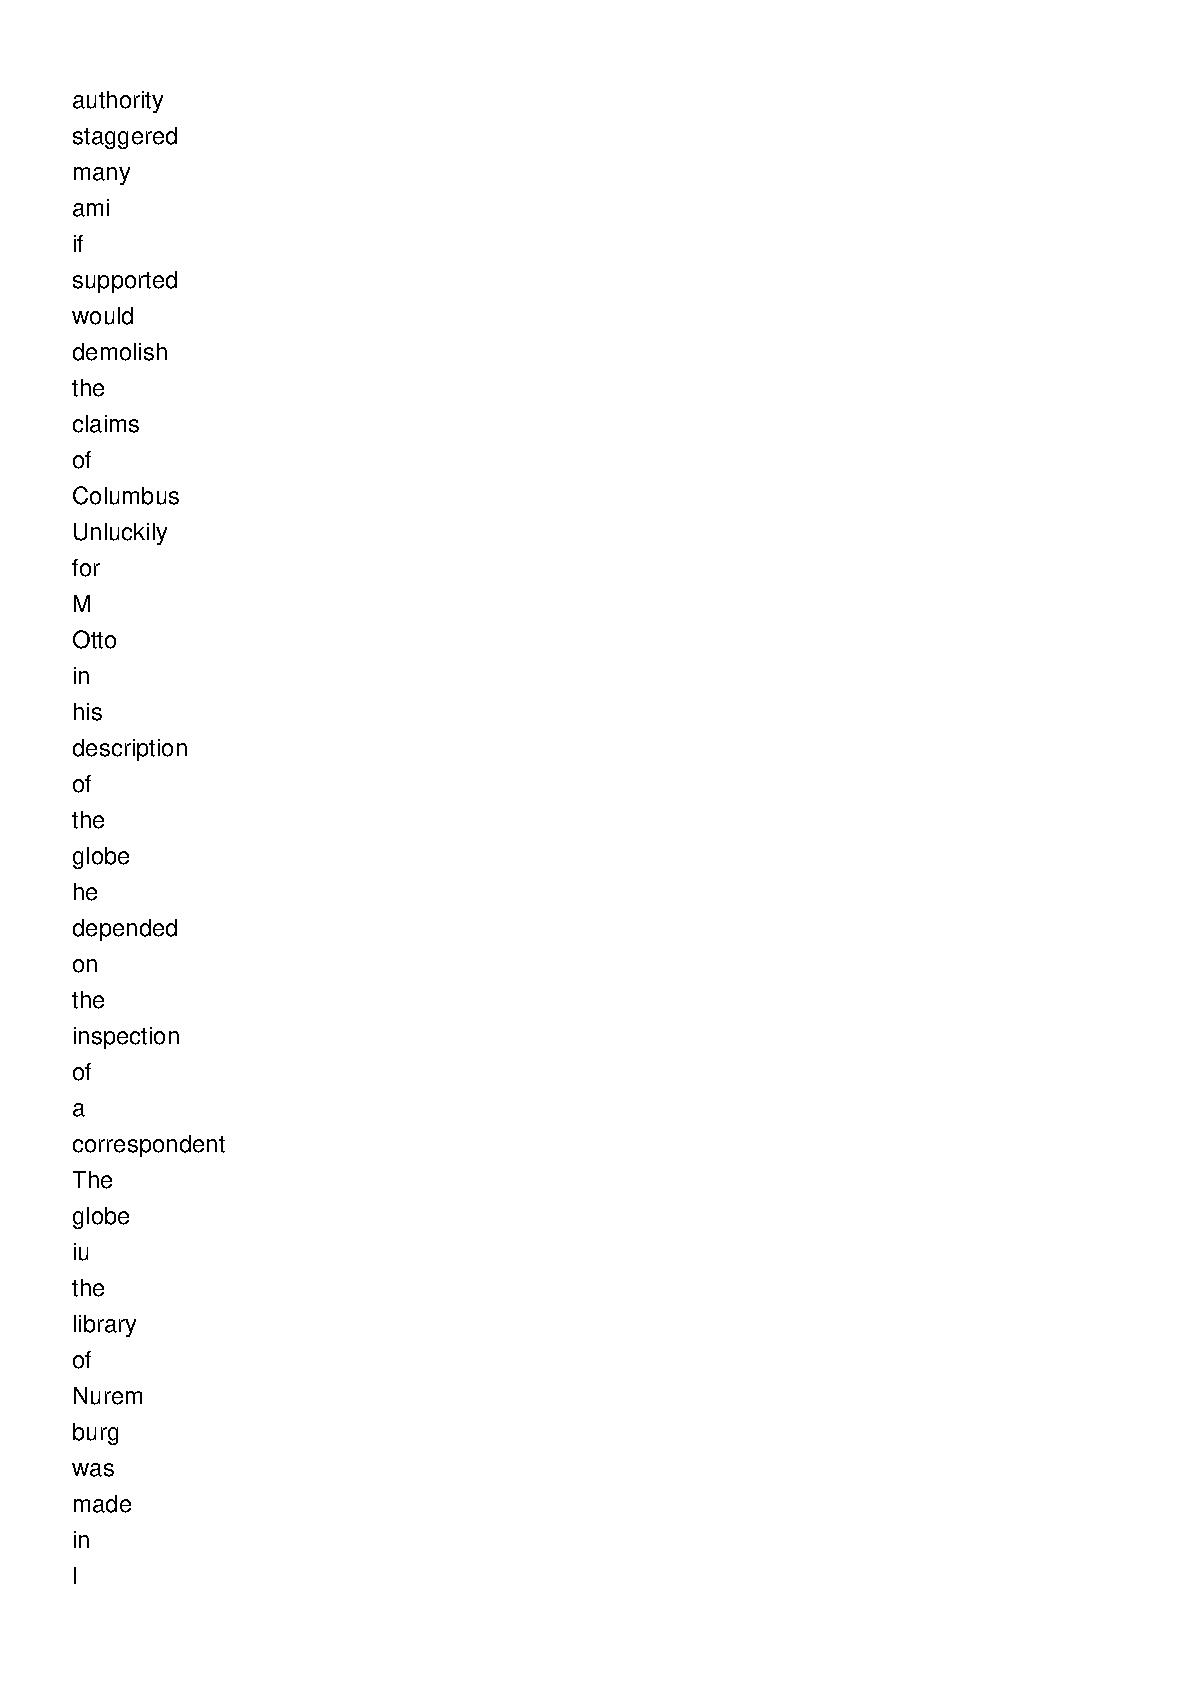 authority
staggered
many
ami
if
supported
would
demolish
the
claims
of
Columbus
Unluckily
for
M
Otto
in
his
description
of
the
globe
he
depended
on
the
inspection
of
a
correspondent
The
globe
iu
the
library
of
Nurem
burg
was
made
in
I